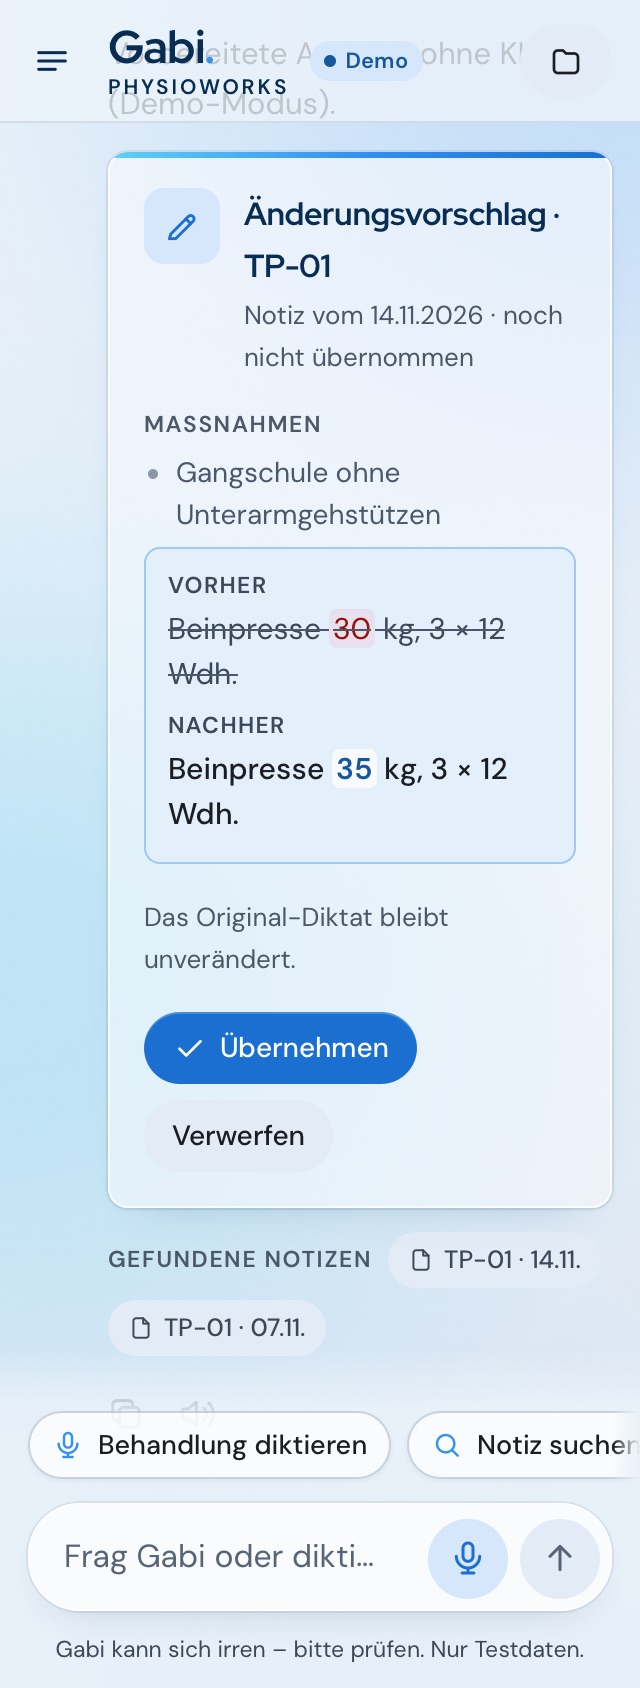 Gabi.
PHYSIOWORKS
Demo
ohne
(Demo-Modus).
Änderungsvorschlag ·
TP-01
Notiz vom 14.11.2026 · noch
nicht übernommen
MASSNAHMEN
Gangschule ohne
Unterarmgehstützen
VORHER
Beinpresse 30 kg, 3 × 12
Wdh.
NACHHER
Beinpresse 35 kg, 3 × 12
Wdh.
Das Original-Diktat bleibt
unverändert.
Übernehmen
Verwerfen
GEFUNDENE NOTIZEN
TP-01 · 14.11.
TP-01 · 07.11.
Behandlung diktieren
Notiz suchen
Frag Gabi oder dikti...
Gabi kann sich irren – bitte prüfen. Nur Testdaten.